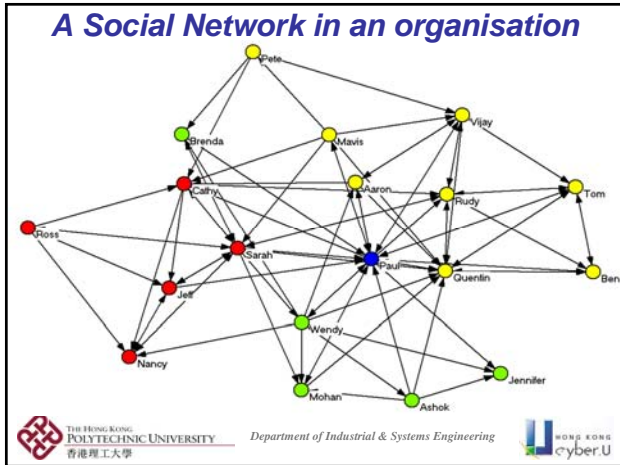 A Social Network in an organisation
Pete
Vijay
Brenda
Mavis
Cathy
Aaron
Rudy
Tom
Ross
Sarah
Paul
Quentin
Ben
Jeff
Wendy
Nancy
Jennifer
Mohan
Ashok
THE HONG KONG
POLYTECHNIC UNIVERSITY
香港理工大學
Department of Industrial & Systems Engineering
HONG KONG
cyber.U